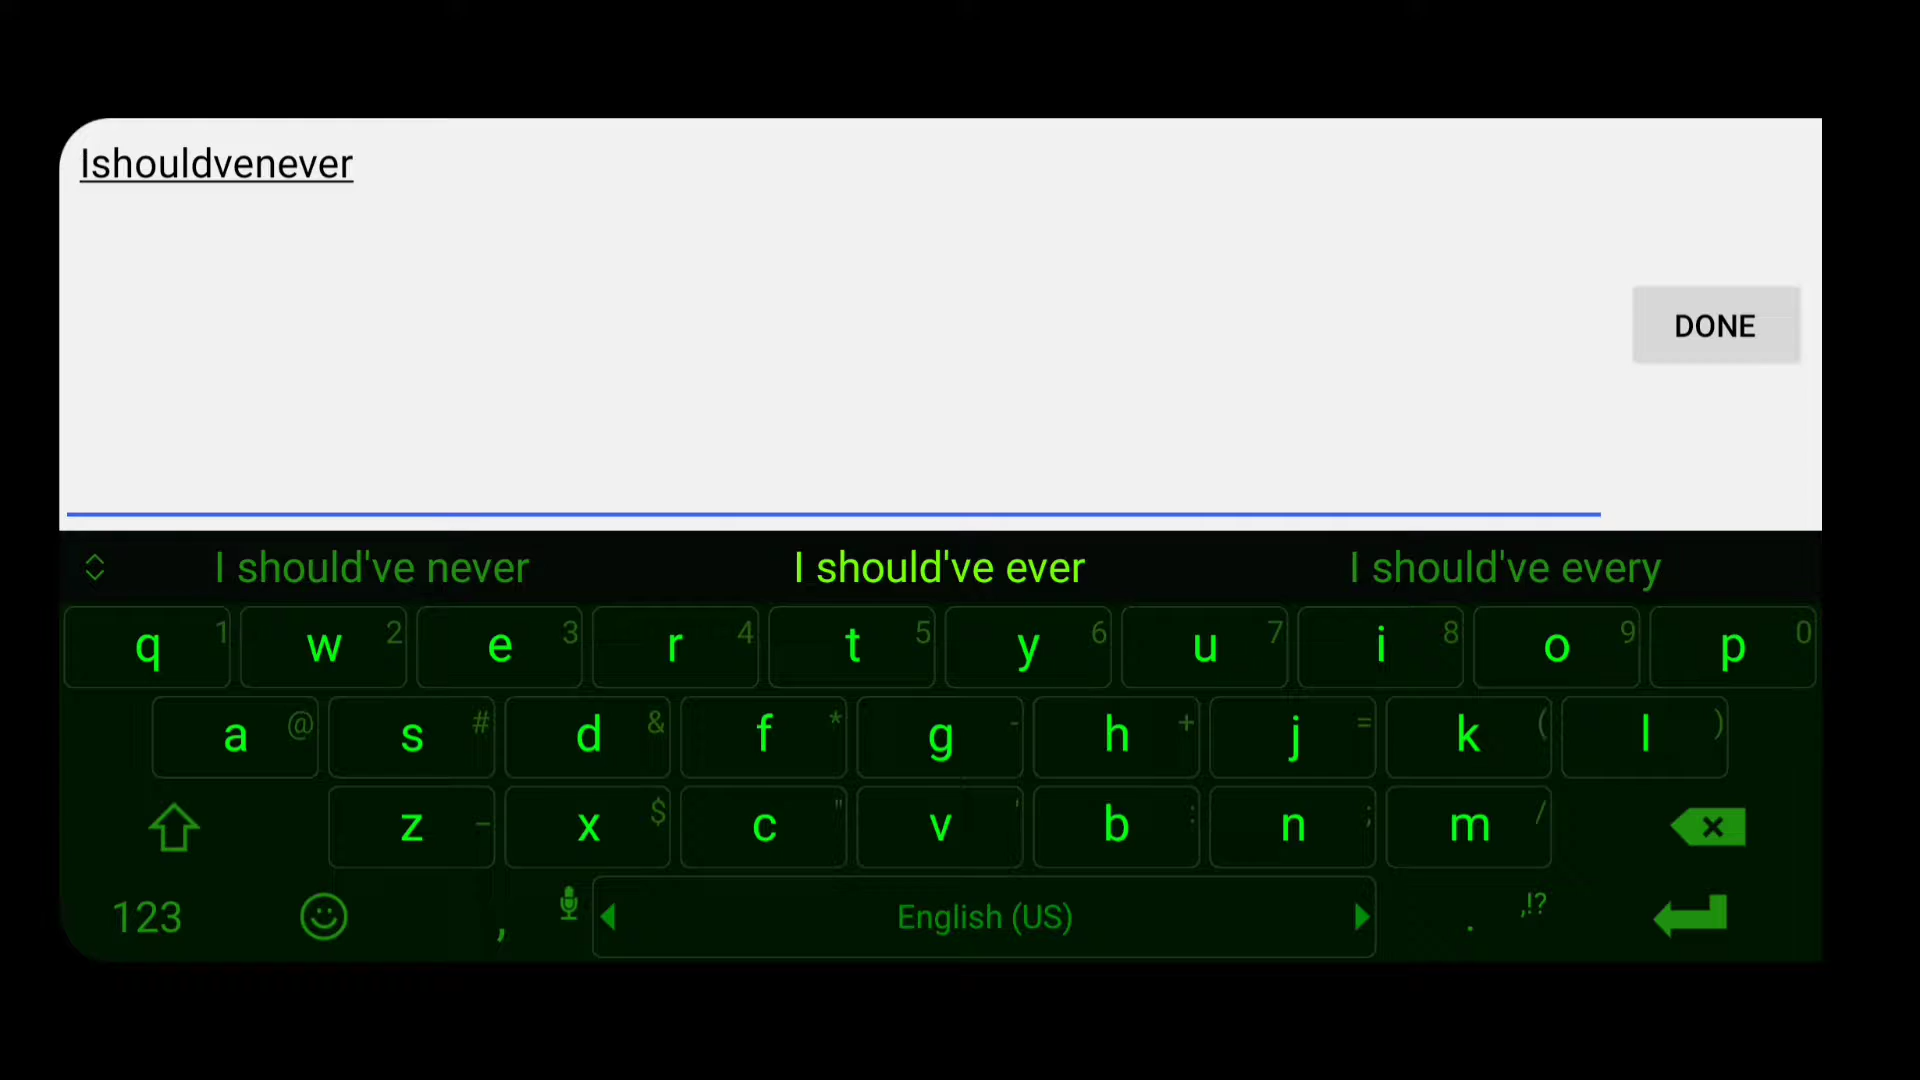 Ishouldvenever
DONE
I should've never I should've ever I should've every
q 1 w 2 e 3 r 4 t 5 y 6 u 7 i 8 o 9 p 0
a @ s # d & f * g - h + j = k ( l )
z _ x $ c " v ' b : n ; m /
123 , English (US) . ,!?